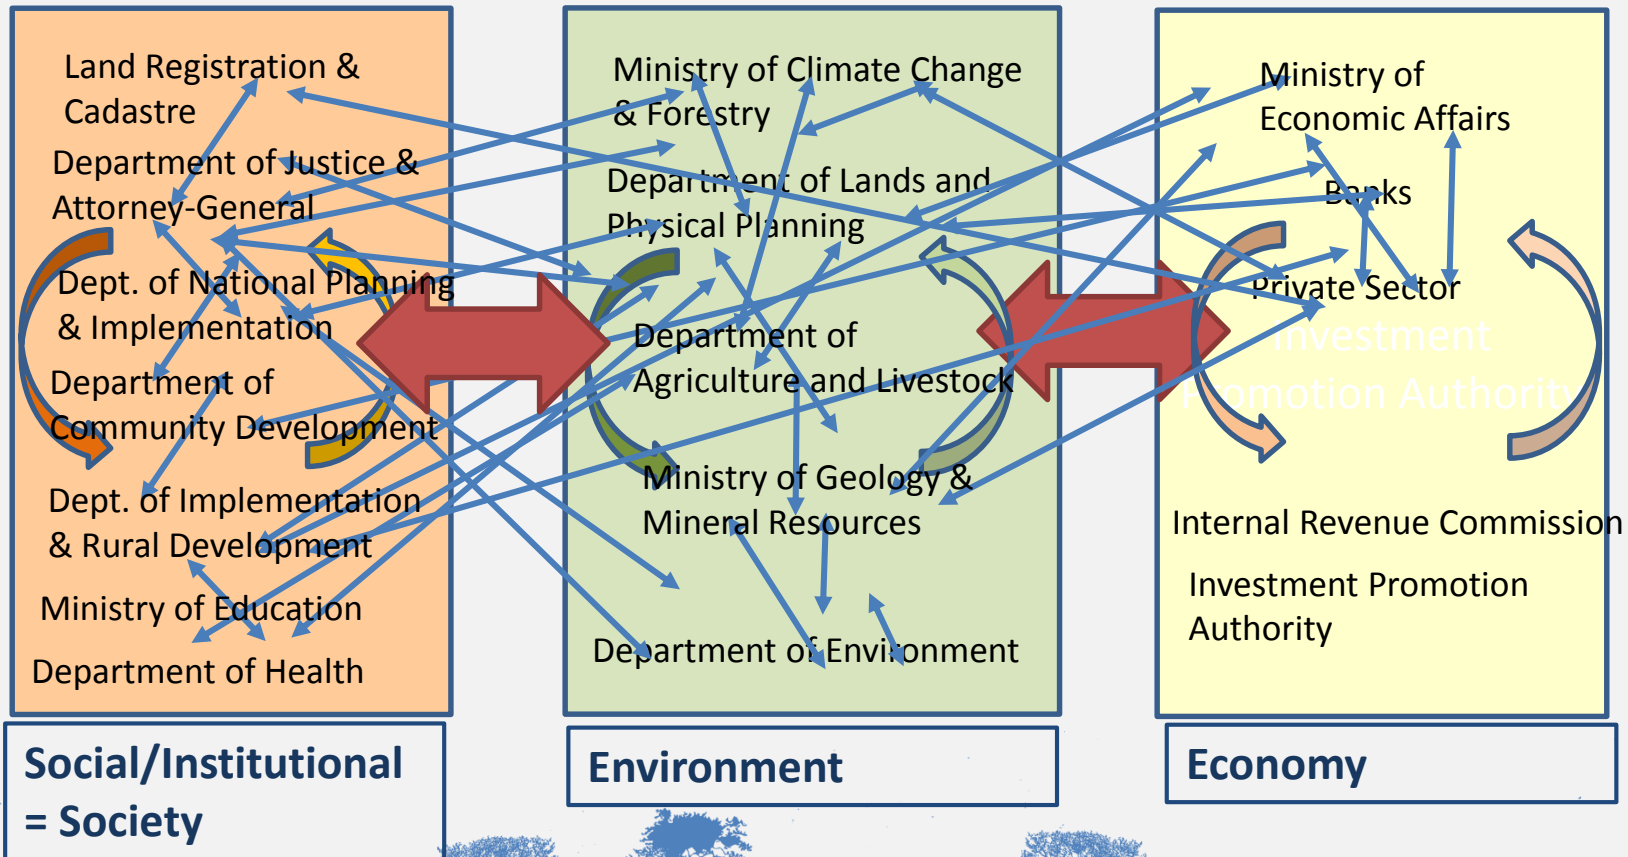 Land Registration &
Cadastre
Department of Justice &
Attorney-General
Dept. of National Planning
& Implementation
Department of
Community Development
Dept. of Implementation
& Rural Development
Ministry of Education
Department of Health
Social/Institutional
= Society
Ministry of Climate Change
& Forestry
Department of Lands and
Physical Planning
Department of
Agriculture and Livestock
Ministry of Geology &
Mineral Resources
Department of Environment
Environment
Ministry of
Economic Affairs
Banks
Private Sector
Investment
Promotion Authority
Internal Revenue Commission
Investment Promotion
Authority
Economy